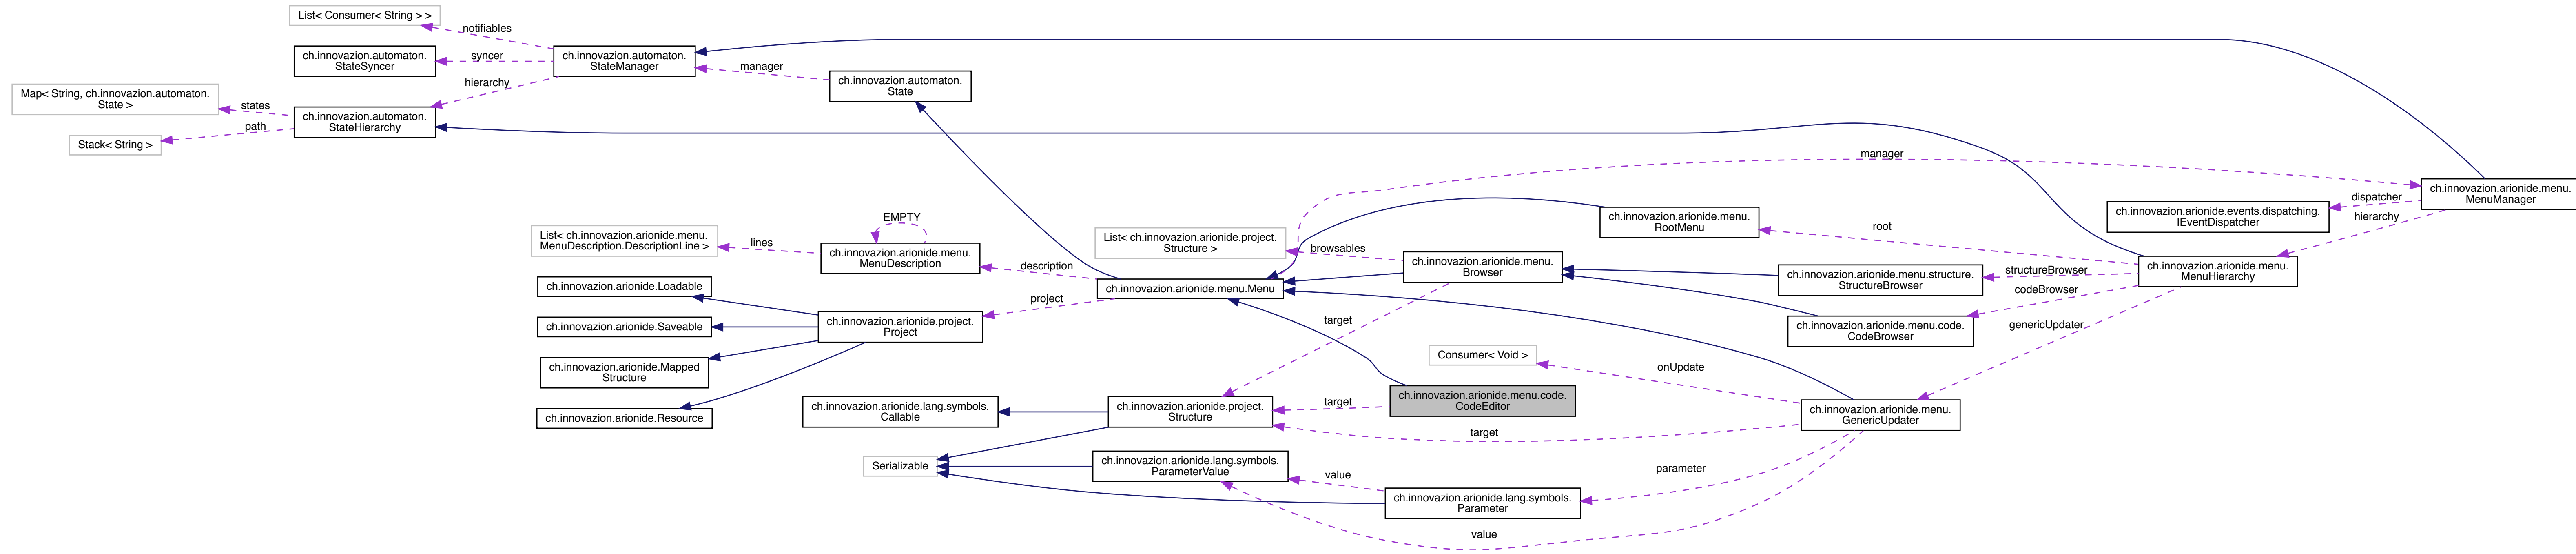 List< Consumer< String > >
notifiables
ch.innovazion.automaton.
StateSyncer
syncer
ch.innovazion.automaton.
StateManager
hierarchy
manager
ch.innovazion.automaton.
State
Map< String, ch.innovazion.automaton.
State >
states
path
Stack< String >
ch.innovazion.automaton.
StateHierarchy
manager
ch.innovazion.arionide.menu.
MenuManager
dispatcher
hierarchy
ch.innovazion.arionide.events.dispatching.
IEventDispatcher
ch.innovazion.arionide.menu.
RootMenu
root
EMPTY
List< ch.innovazion.arionide.menu.
MenuDescription.DescriptionLine >
lines
ch.innovazion.arionide.menu.
MenuDescription
description
List< ch.innovazion.arionide.project.
Structure >
browsables
ch.innovazion.arionide.menu.
Browser
ch.innovazion.arionide.menu.structure.
StructureBrowser
structureBrowser
codeBrowser
ch.innovazion.arionide.menu.
MenuHierarchy
ch.innovazion.arionide.Loadable
ch.innovazion.arionide.menu.Menu
project
ch.innovazion.arionide.Saveable
ch.innovazion.arionide.project.
Project
target
ch.innovazion.arionide.menu.code.
CodeBrowser
genericUpdater
ch.innovazion.arionide.Mapped
Structure
Consumer< Void >
onUpdate
ch.innovazion.arionide.Resource
ch.innovazion.arionide.lang.symbols.
Callable
ch.innovazion.arionide.project.
Structure
target
ch.innovazion.arionide.menu.code.
CodeEditor
target
ch.innovazion.arionide.menu.
GenericUpdater
Serializable
ch.innovazion.arionide.lang.symbols.
ParameterValue
value
ch.innovazion.arionide.lang.symbols.
Parameter
parameter
value